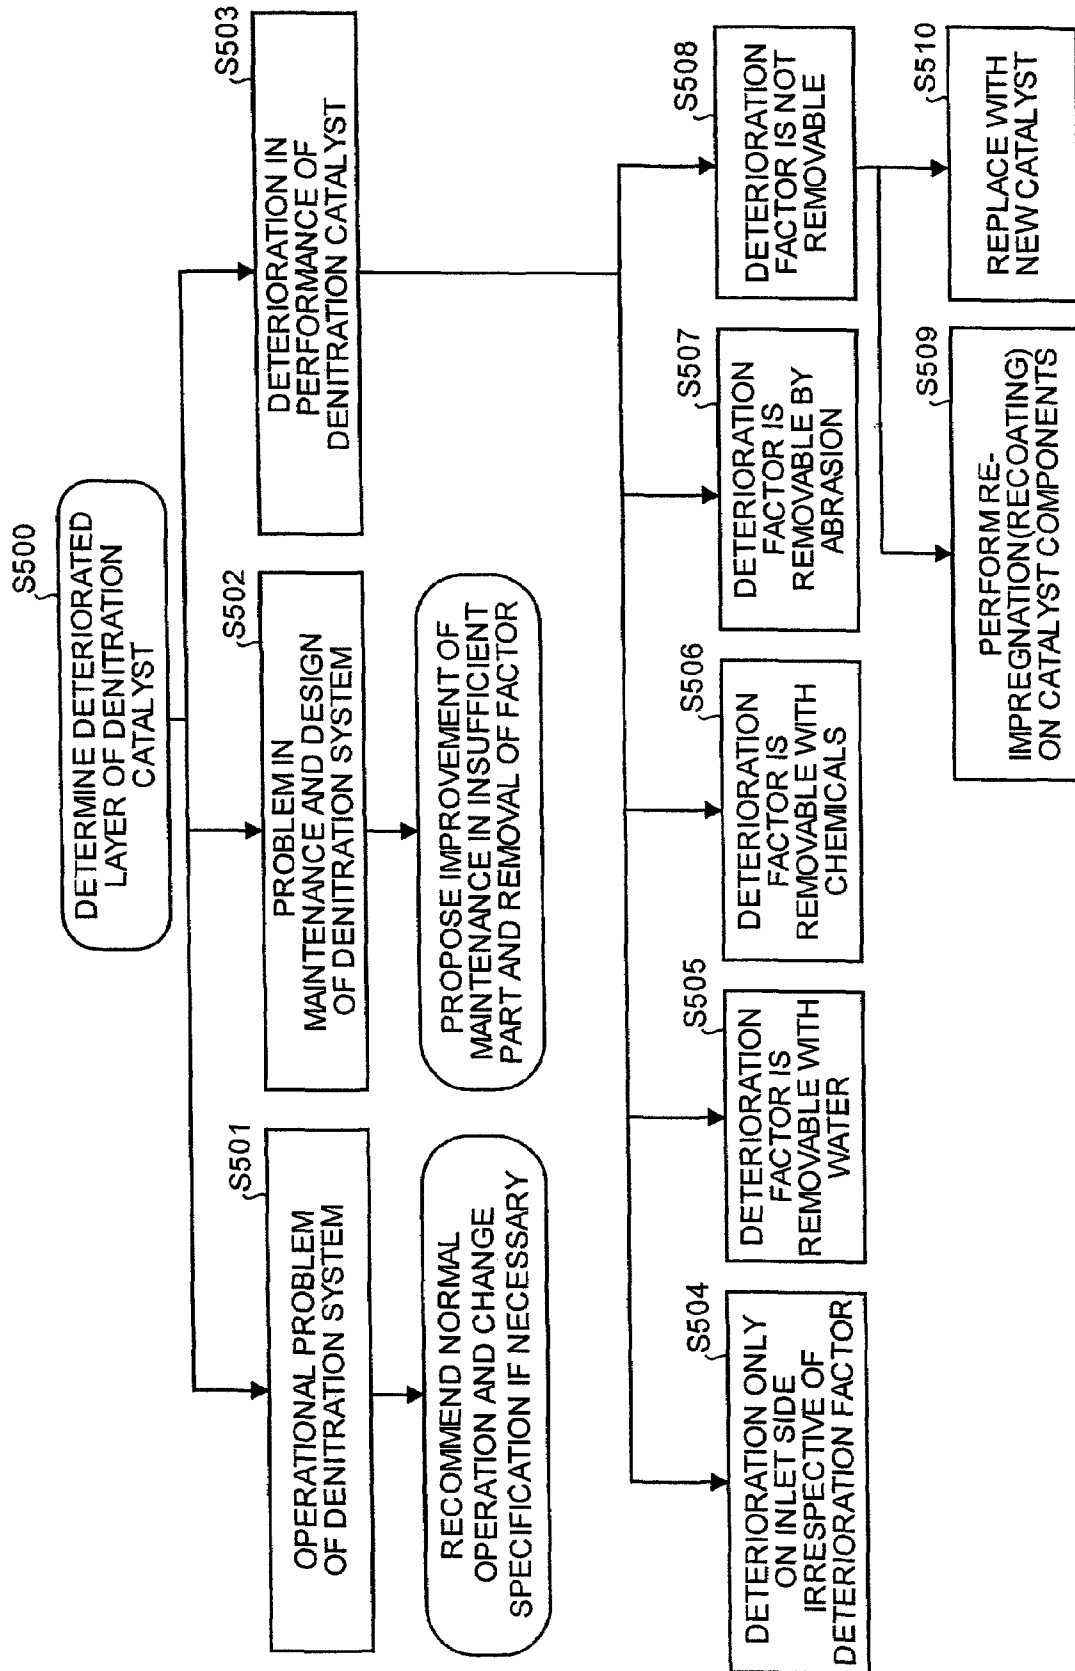 S500
DETERMINE DETERIORATED
LAYER OF DENITRATION
CATALYST
S501
OPERATIONAL PROBLEM
OF DENITRATION SYSTEM
S502
PROBLEM IN
MAINTENANCE AND DESIGN
OF DENITRATION SYSTEM
S503
DETERIORATION IN
PERFORMANCE OF
DENITRATION CATALYST
RECOMMEND NORMAL
OPERATION AND CHANGE
SPECIFICATION IF NECESSARY
PROPOSE IMPROVEMENT OF
MAINTENANCE IN INSUFFICIENT
PART AND REMOVAL OF FACTOR
S504
DETERIORATION ONLY
ON INLET SIDE
IRRESPECTIVE OF
DETERIORATION FACTOR
S505
DETERIORATION
FACTOR IS
REMOVABLE WITH
WATER
S506
DETERIORATION
FACTOR IS
REMOVABLE WITH
CHEMICALS
S507
DETERIORATION
FACTOR IS
REMOVABLE BY
ABRASION
S508
DETERIORATION
FACTOR IS NOT
REMOVABLE
S509
PERFORM RE-
IMPREGNATION(RECOATING)
ON CATALYST COMPONENTS
S510
REPLACE WITH
NEW CATALYST